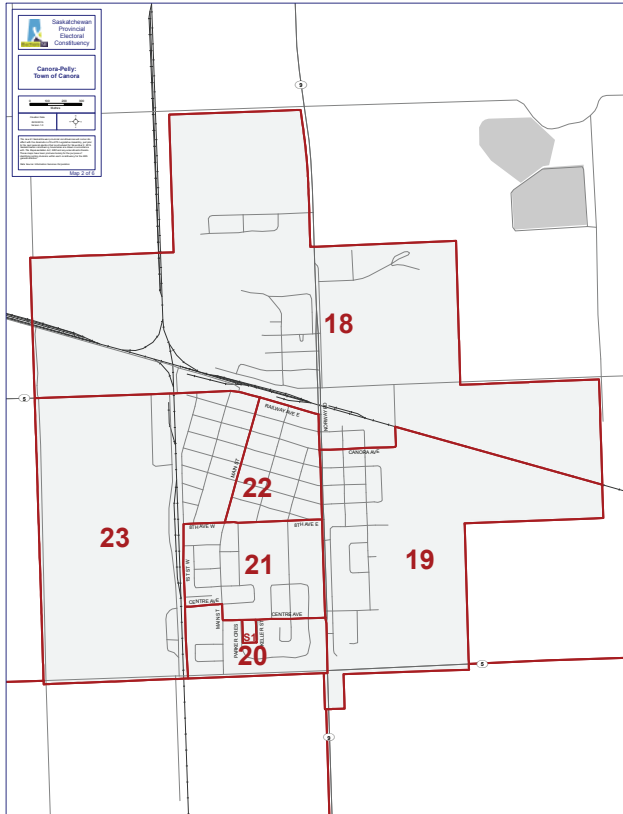 Saskatchewan
Provincial
Electoral
Constituency
Canora-Pelly:
Town of Canora
Map 2 of 6
9
18
5
NORWAY RD
RAILWAY AVE E
CANORA AVE
MAIN ST
22
8TH AVE W
8TH AVE E
23
21
19
1ST ST W
CENTRE AVE
CENTRE AVE
MAIN ST
PARKER CRES
S1
KELLER ST
20
5
9